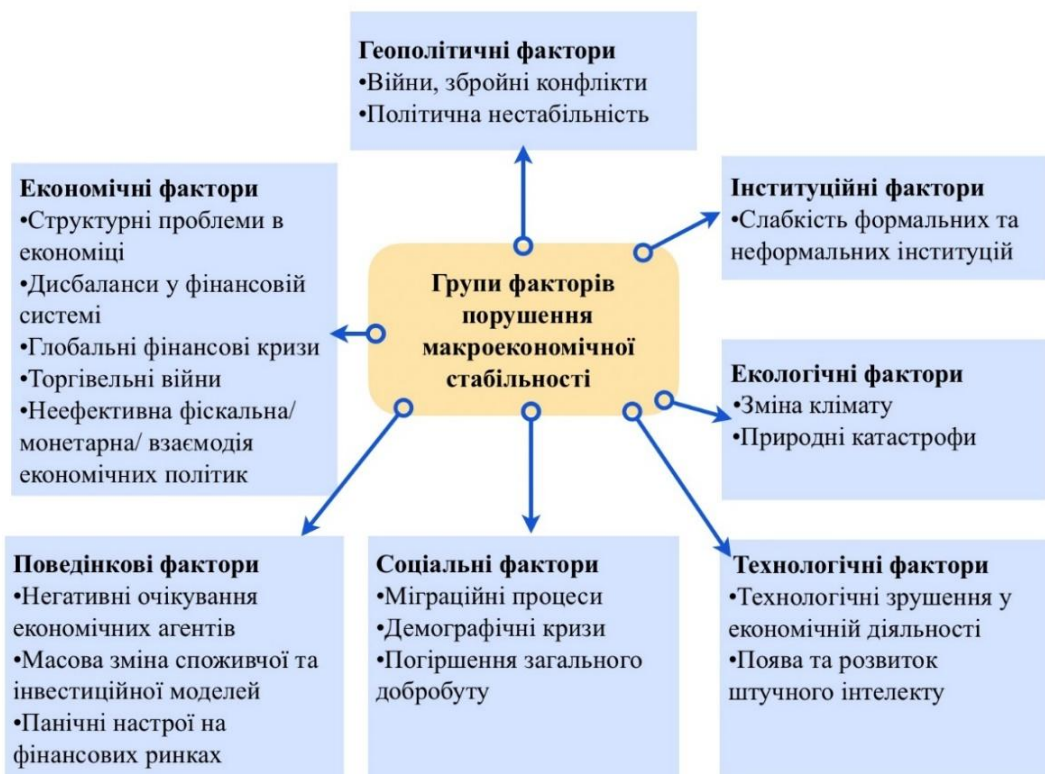 Геополітичні фактори
•Війни, збройні конфлікти
•Політична нестабільність
Економічні фактори
•Структурні проблеми в
економіці
•Дисбаланси у фінансовій
системі
•Глобальні фінансові кризи
•Торгівельні війни
•Неефективна фіскальна/
монетарна/ взаємодія
економічних політик
Групи факторів
порушення
макроекономічної
стабільності
Інституційні фактори
•Слабкість формальних та
неформальних інституцій
Екологічні фактори
•Зміна клімату
•Природні катастрофи
Поведінкові фактори
•Негативні очікування
економічних агентів
•Масова зміна споживчої та
інвестиційної моделей
•Панічні настрої на
фінансових ринках
Соціальні фактори
•Міграційні процеси
•Демографічні кризи
•Погіршення загального
добробуту
Технологічні фактори
•Технологічні зрушення у
економічній діяльності
•Поява та розвиток
штучного інтелекту